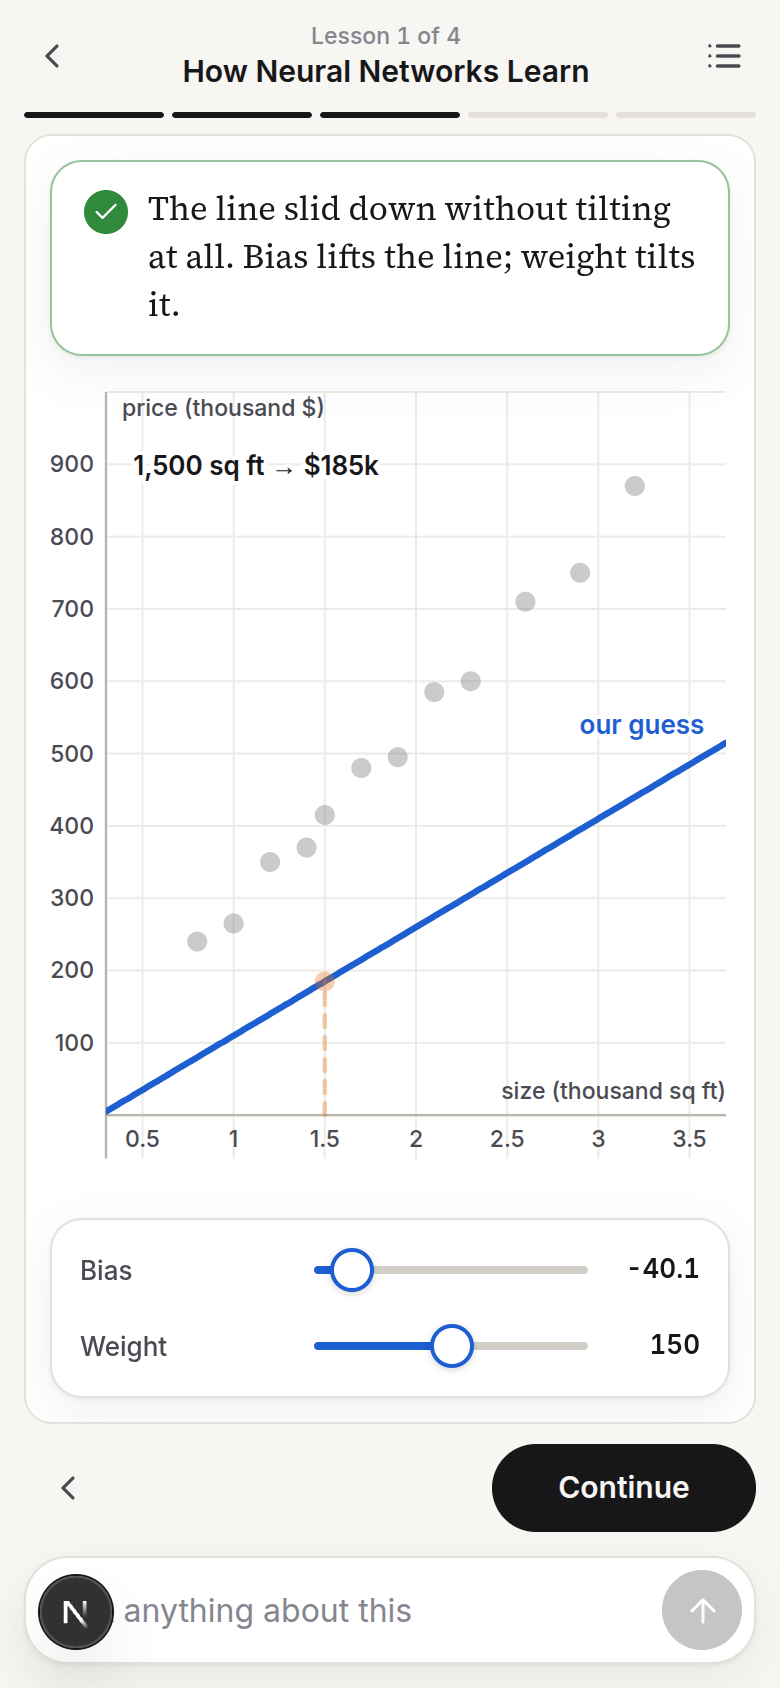 Lesson 1 of 4
How Neural Networks Learn
The line slid down without tilting
at all. Bias lifts the line; weight tilts
it.
price (thousand $)
1,500 sq ft → $185k
900
800
700
600
our guess
500
400
300
200
100
size (thousand sq ft)
0.5 1 1.5 2 2.5 3 3.5
Bias -40.1
Weight 150
Continue
N anything about this